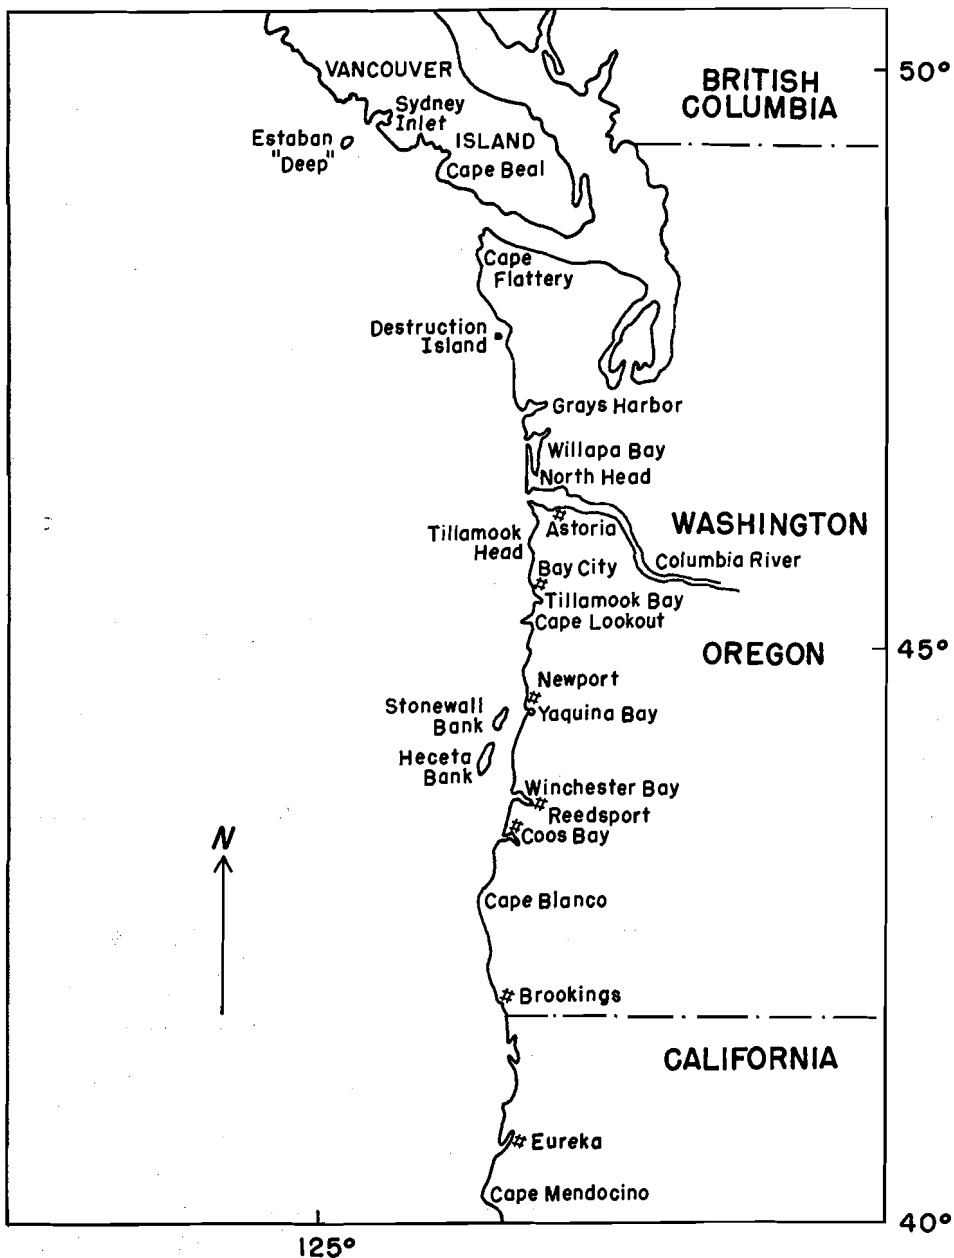 50°
BRITISH
COLUMBIA
VANCOUVER
ISLAND
Sydney
Inlet
Estaban
"Deep"
Cape Beal
Cape
Flattery
Destruction
Island
Grays Harbor
Willapa Bay
North Head
WASHINGTON
Astoria
Tillamook
Head
Columbia River
Bay City
Tillamook Bay
Cape Lookout
45°
OREGON
Newport
Stonewall
Bank
Yaquina Bay
Heceta
Bank
Winchester Bay
Reedsport
Coos Bay
N
Cape Blanco
Brookings
CALIFORNIA
Eureka
Cape Mendocino
40°
125°